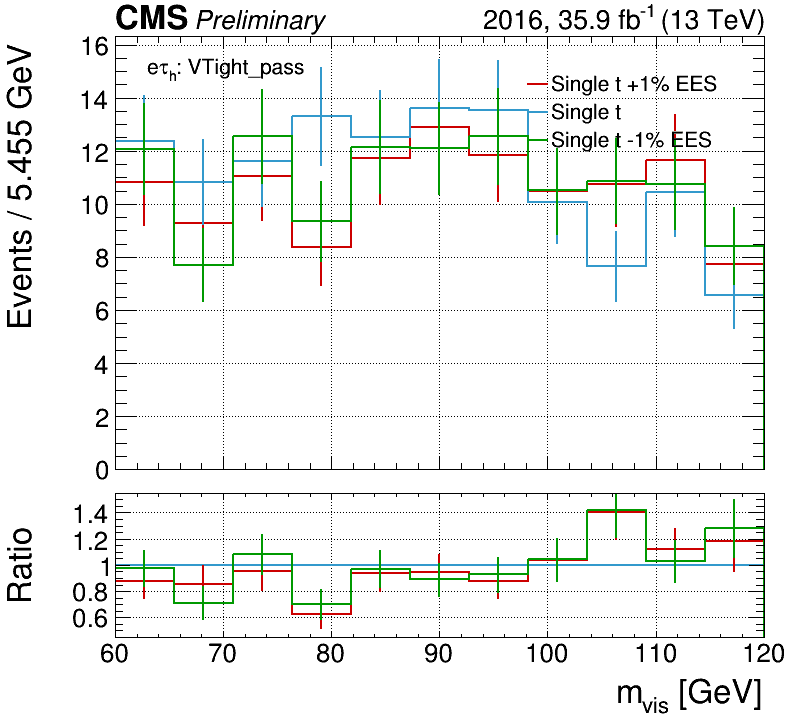 CMS Preliminary 2016, 35.9 fb-1 (13 TeV)
eτh: VTight_pass
Single t +1% EES
Single t
Single t -1% EES
Events / 5.455 GeV
16
14
12
10
8
6
4
2
0
Ratio
1.4
1.2
1
0.8
0.6
60 70 80 90 100 110 120
mvis [GeV]